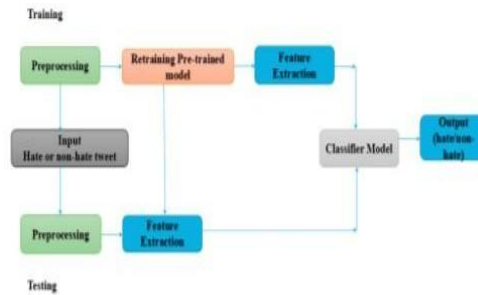 Training
Preprocessing
Retraining Pre-trained
model
Feature
Extraction
Input
Hate or non-hate tweet
Classifier Model
Output
(hate/non-
hate)
Preprocessing
Feature
Extraction
Testing